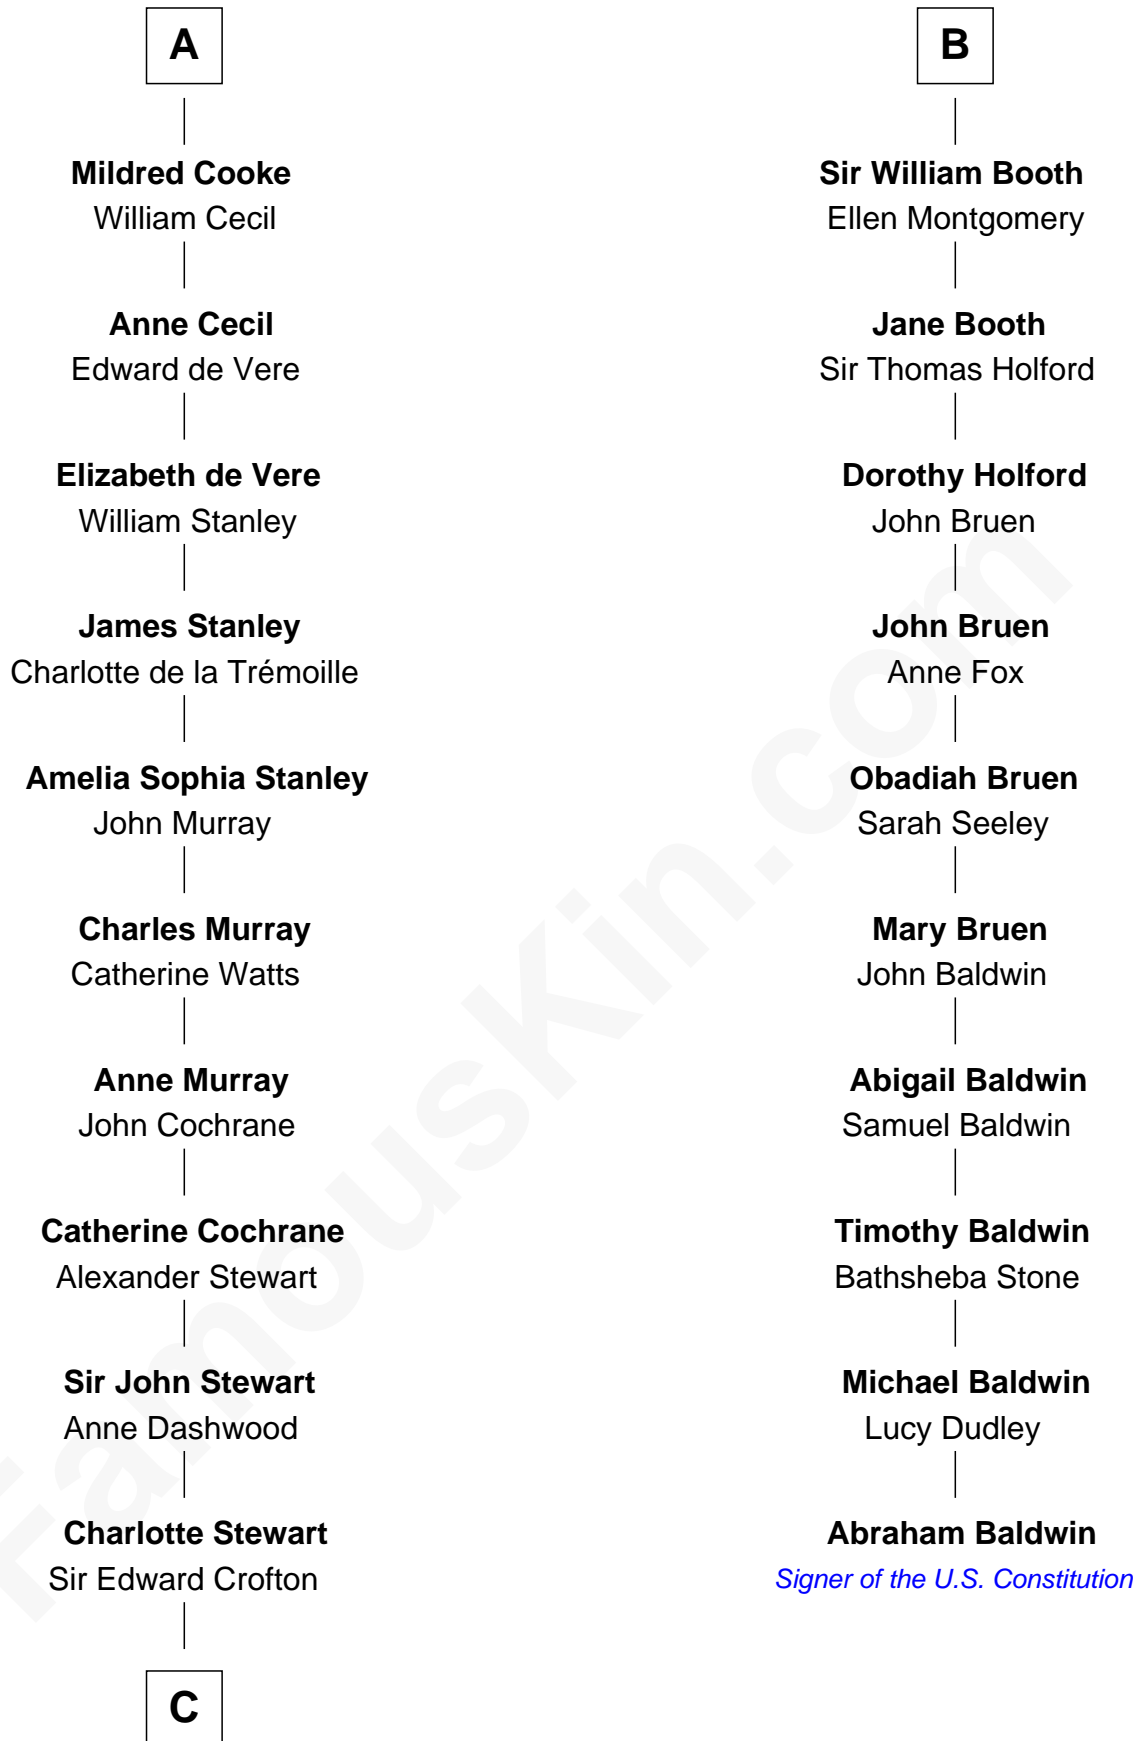 A
Mildred Cooke
William Cecil
Anne Cecil
Edward de Vere
Elizabeth de Vere
William Stanley
James Stanley
Charlotte de la Trémoille
Amelia Sophia Stanley
John Murray
Charles Murray
Catherine Watts
Anne Murray
John Cochrane
Catherine Cochrane
Alexander Stewart
Sir John Stewart
Anne Dashwood
Charlotte Stewart
Sir Edward Crofton
C
B
Sir William Booth
Ellen Montgomery
Jane Booth
Sir Thomas Holford
Dorothy Holford
John Bruen
John Bruen
Anne Fox
Obadiah Bruen
Sarah Seeley
Mary Bruen
John Baldwin
Abigail Baldwin
Samuel Baldwin
Timothy Baldwin
Bathsheba Stone
Michael Baldwin
Lucy Dudley
Abraham Baldwin
Signer of the U.S. Constitution
FamousKin.com